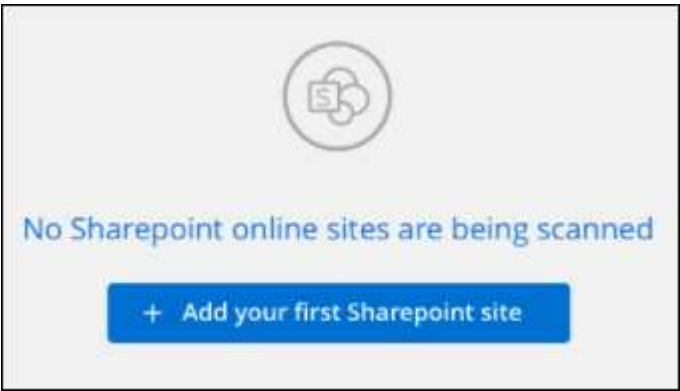 S
No Sharepoint online sites are being scanned
+ Add your first Sharepoint site